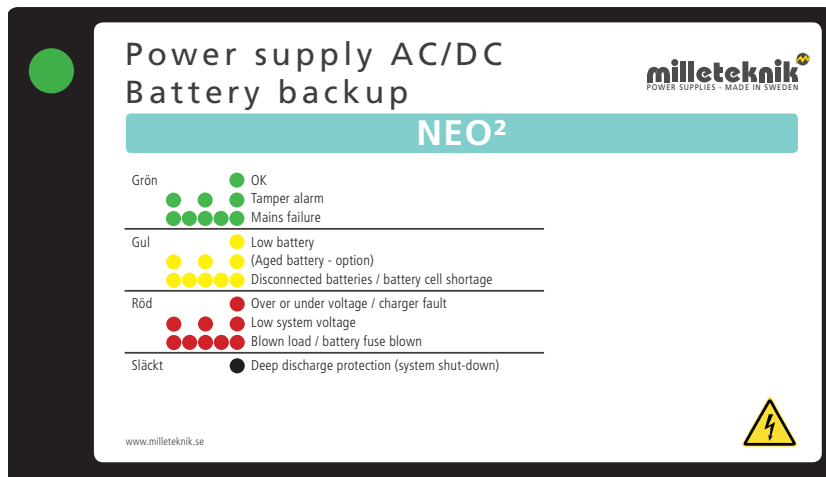 Power supply AC/DC
Battery backup
milleteknik
POWER SUPPLIES - MADE IN SWEDEN
NEO²
Grön OK
Tamper alarm
Mains failure
Gul Low battery
(Aged battery - option)
Disconnected batteries / battery cell shortage
Röd Over or under voltage / charger fault
Low system voltage
Blown load / battery fuse blown
Släckt Deep discharge protection (system shut-down)
www.milleteknik.se